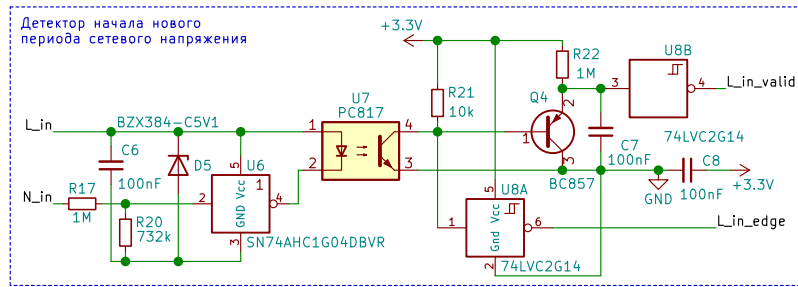 Детектор начала нового
периода сетевого напряжения
+3.3V
R22
1M
U8B
3
4
L_in_valid
74LVC2G14
Q4
2
1
3
BC857
R21
10k
U7
PC817
1
2
4
3
C7
100nF
C8
100nF
GND
+3.3V
L_in
BZX384-C5V1
C6
100nF
D5
U6
5
1
2
4
GND Vcc
3
SN74AHC1G04DBVR
N_in
R17
1M
R20
732k
U8A
5
1
6
Gnd Vcc
2
74LVC2G14
L_in_edge